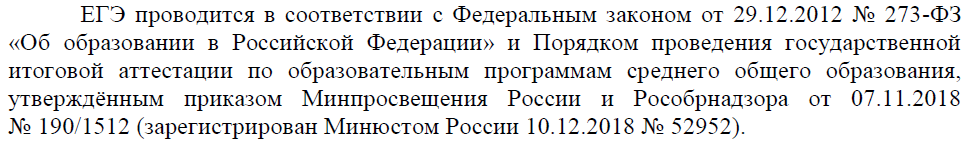 ЕГЭ проводится в соответствии с Федеральным законом от 29.12.2012 № 273-ФЗ
«Об образовании в Российской Федерации» и Порядком проведения государственной
итоговой аттестации по образовательным программам среднего общего образования,
утверждённым приказом Минпросвещения России и Рособрнадзора от 07.11.2018
№ 190/1512 (зарегистрирован Минюстом России 10.12.2018 № 52952).